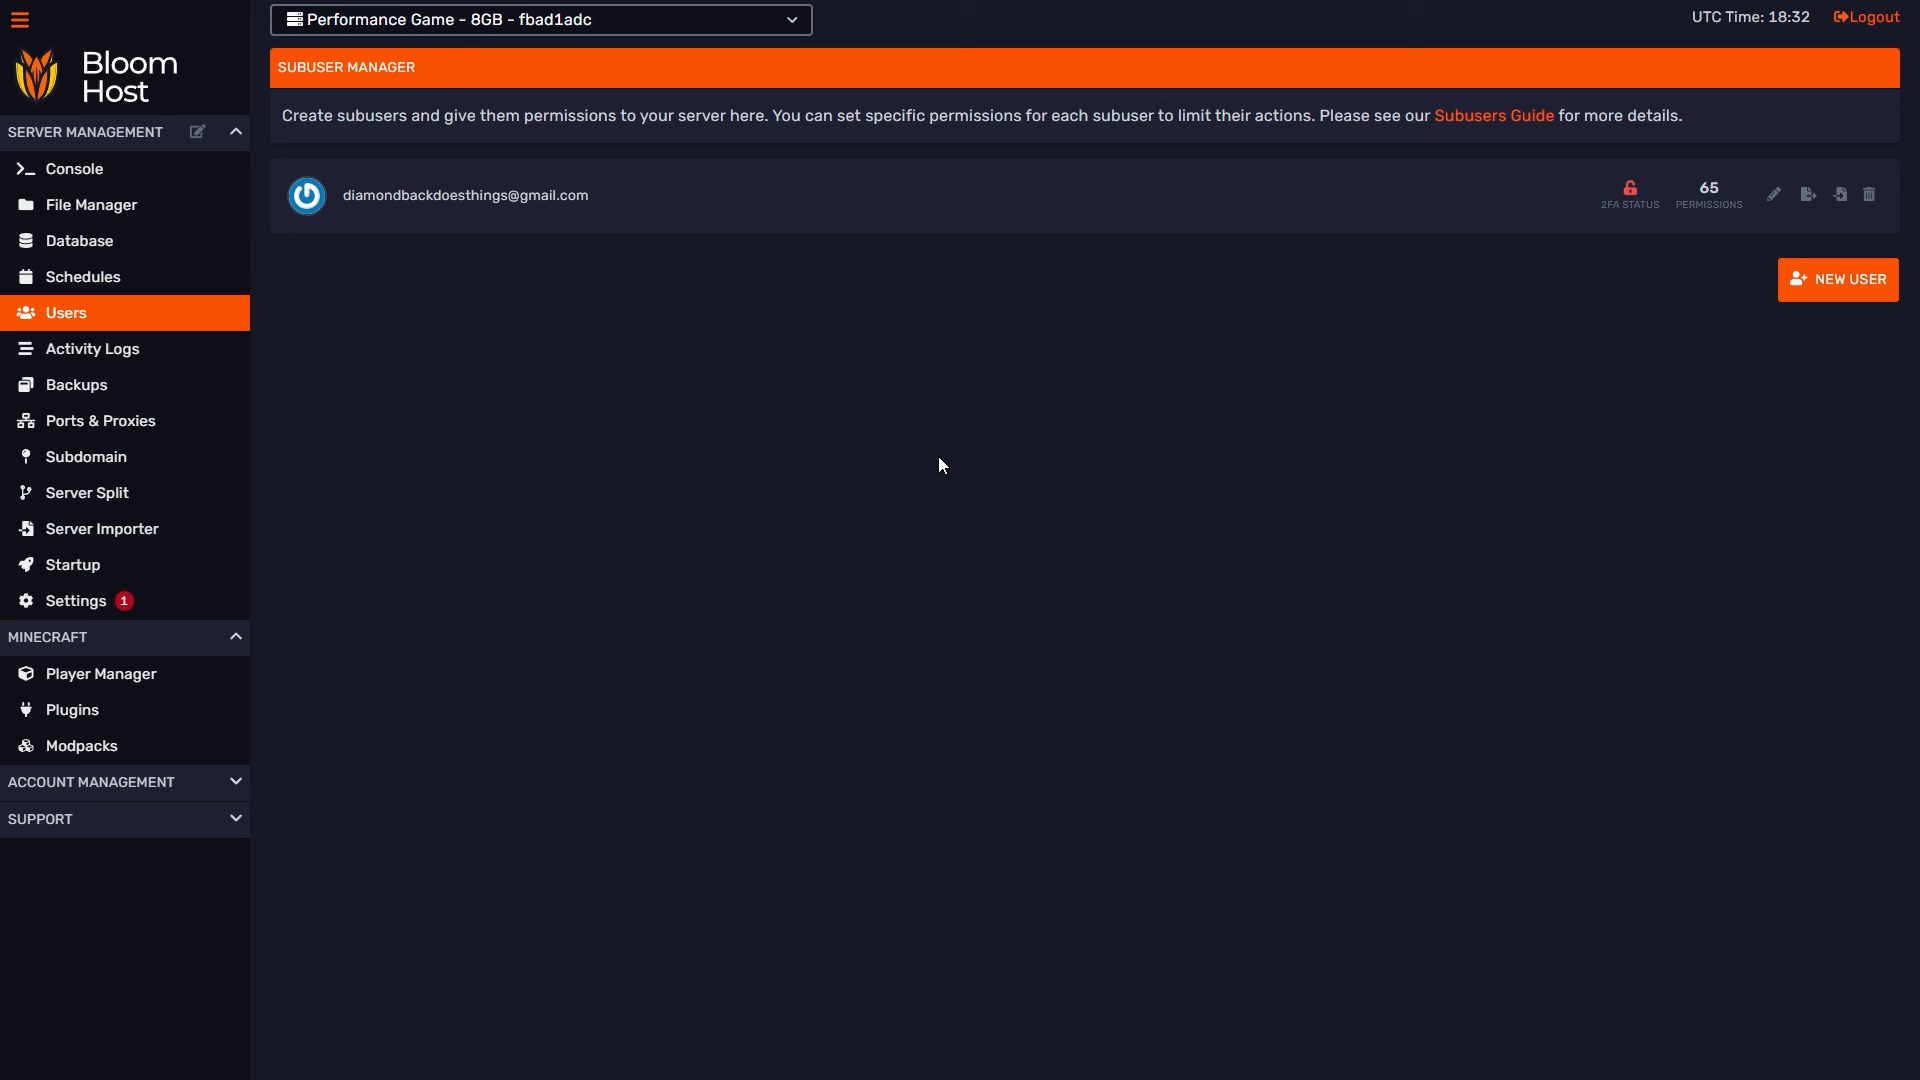 Performance Game - 8GB - fbad1adc
UTC Time: 18:32
Logout
Bloom
Host
SUBUSER MANAGER
Create subusers and give them permissions to your server here. You can set specific permissions for each subuser to limit their actions. Please see our Subusers Guide for more details.
SERVER MANAGEMENT
Console
File Manager
Database
Schedules
Users
Activity Logs
Backups
Ports & Proxies
Subdomain
Server Split
Server Importer
Startup
Settings 1
MINECRAFT
Player Manager
Plugins
Modpacks
ACCOUNT MANAGEMENT
SUPPORT
diamondbackdoesthings@gmail.com
2FA STATUS
65
PERMISSIONS
NEW USER